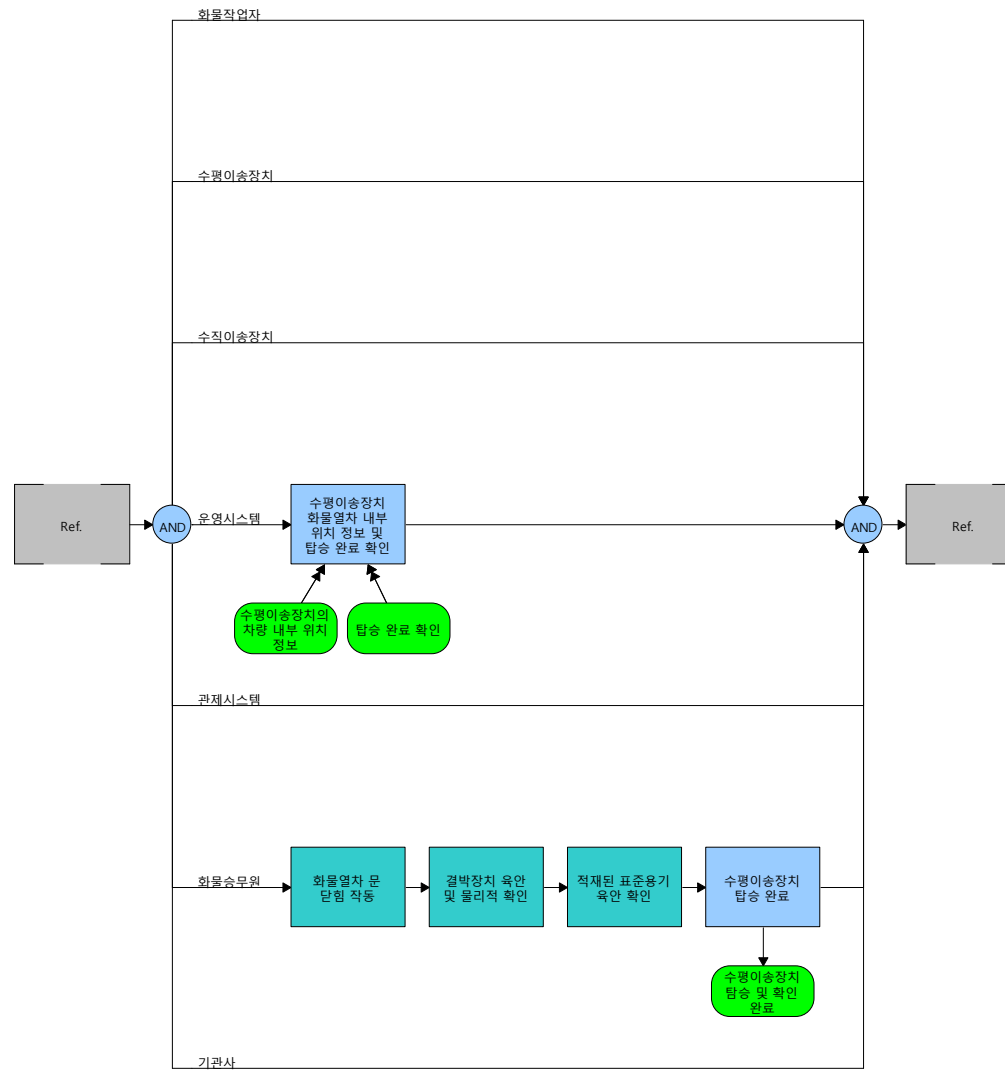 화물작업자
수평이송장치
수직이송장치
Ref.
AND
운영시스템
수평이송장치
화물열차 내부
위치 정보 및
탑승 완료 확인
AND
Ref.
수평이송장치의
차량 내부 위치
정보
탑승 완료 확인
관제시스템
화물승무원
화물열차 문
닫힘 작동
결박장치 육안
및 물리적 확인
적재된 표준용기
육안 확인
수평이송장치
탑승 완료
수평이송장치
탐승 및 확인
완료
기관사